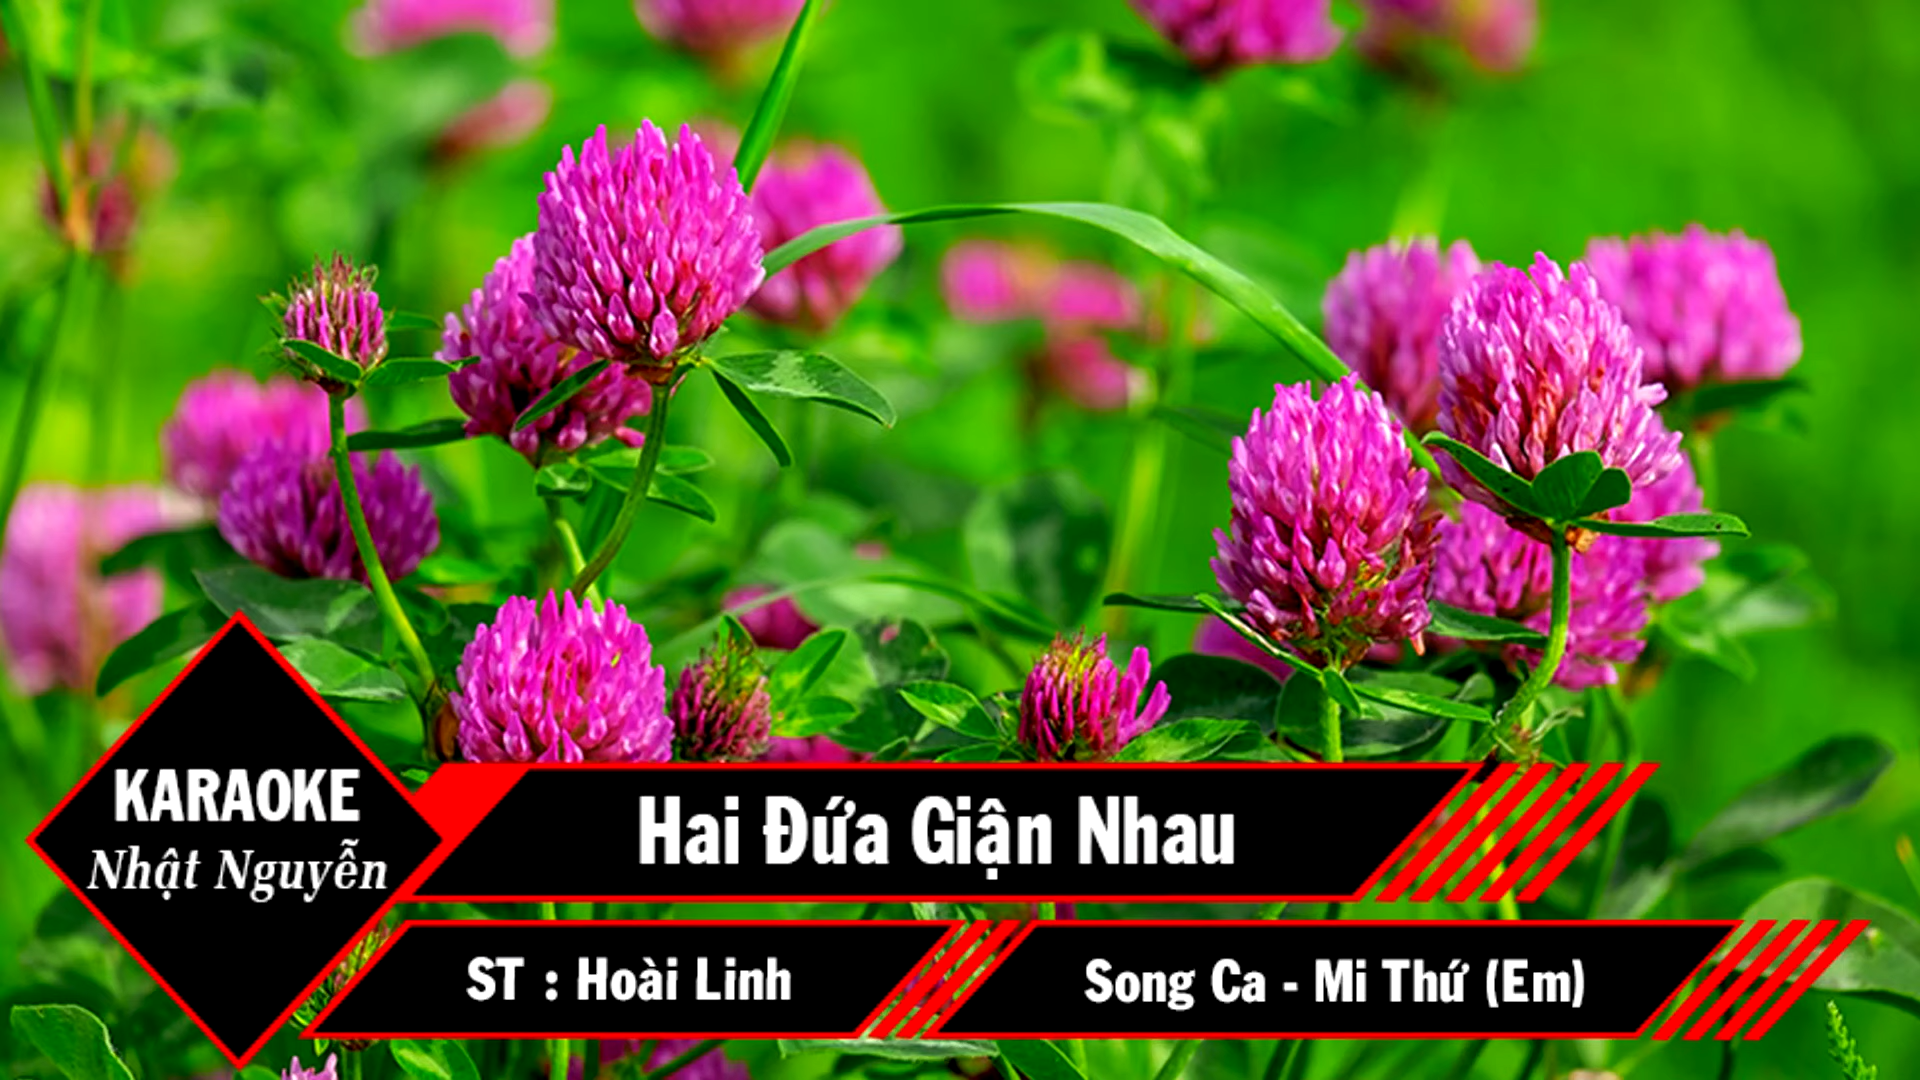 KARAOKE
Nhật Nguyễn
Hai Đứa Giận Nhau
ST : Hoài Linh
Song Ca - Mi Thứ (Em)